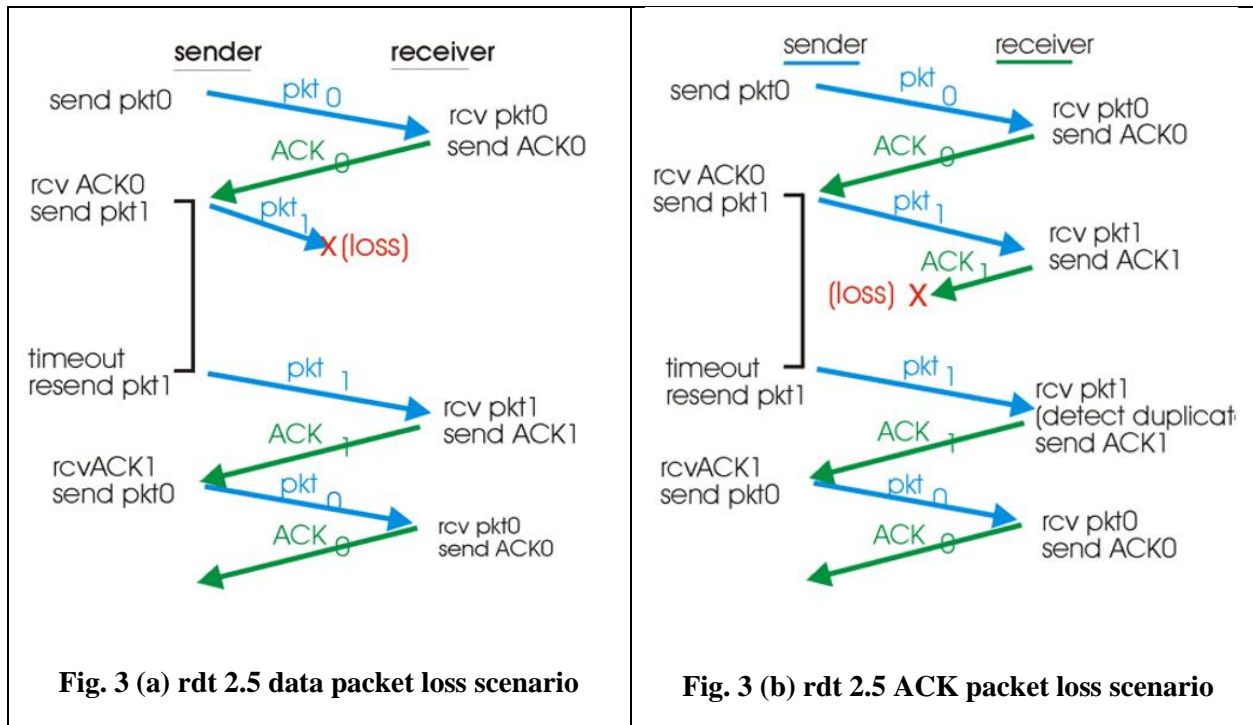 sender receiver
send pkt0
pkt 0
rcv pkt0
send ACK0
ACK 0
rcv ACK0
send pkt1
pkt 1
X (loss)
timeout
resend pkt1
pkt 1
rcv pkt1
send ACK1
ACK 1
rcvACK1
send pkt0
pkt 0
rcv pkt0
send ACK0
ACK 0
Fig. 3 (a) rdt 2.5 data packet loss scenario
sender receiver
send pkt0
pkt 0
rcv pkt0
send ACK0
ACK 0
rcv ACK0
send pkt1
pkt 1
rcv pkt1
send ACK1
ACK 1
(loss) X
timeout
resend pkt1
pkt 1
rcv pkt1
(detect duplicat
send ACK1
ACK 1
rcvACK1
send pkt0
pkt 0
rcv pkt0
send ACK0
ACK 0
Fig. 3 (b) rdt 2.5 ACK packet loss scenario